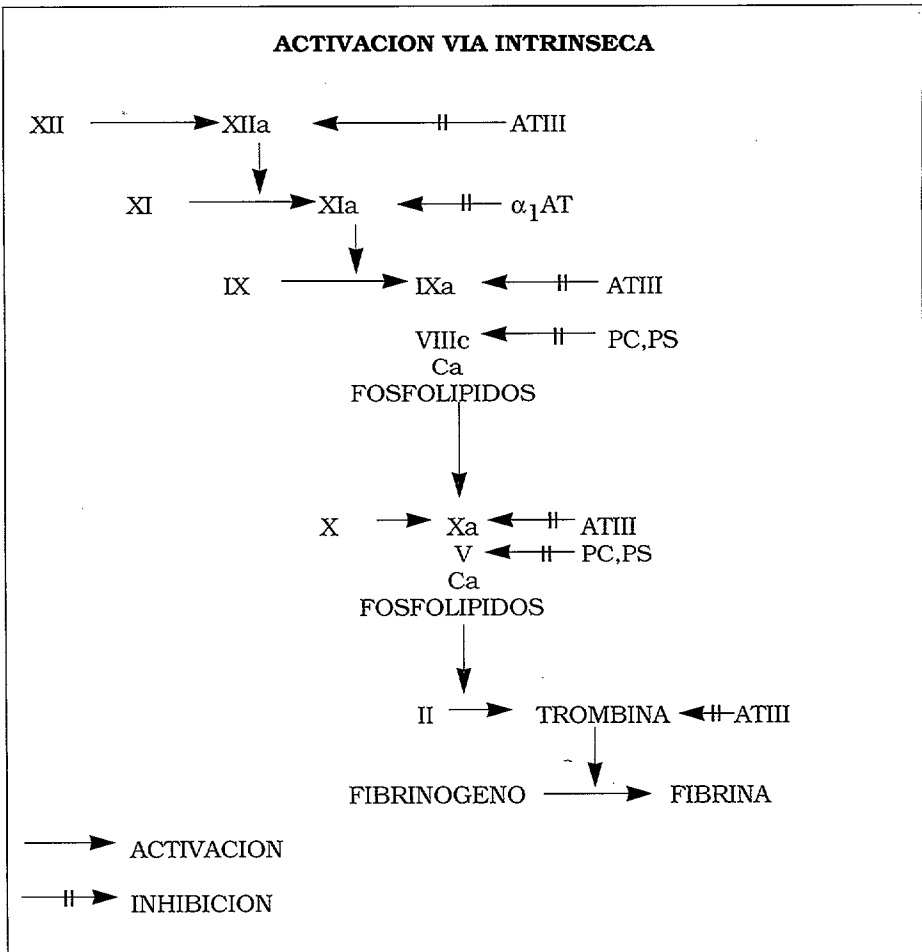 ACTIVACION VIA INTRINSECA
XII XIIa ATIII
XI XIa α1AT
IX IXa ATIII
VIIIc PC,PS
Ca
FOSFOLIPIDOS
X Xa ATIII
V PC,PS
Ca
FOSFOLIPIDOS
II TROMBINA ATIII
FIBRINOGENO FIBRINA
ACTIVACION
INHIBICION